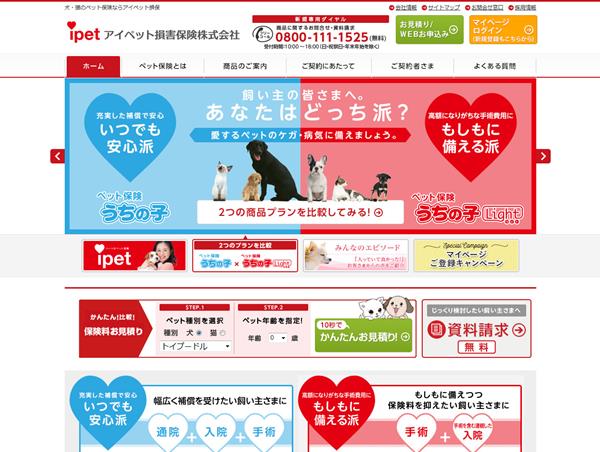 犬・猫のペット保険ならアイペット損保
会社情報 サイトマップ お問合せ窓口 採用情報
ipet アイペット損害保険株式会社
新規専用ダイヤル
商品に関するお問合せ・資料請求
0800-111-1525(無料)
受付時間:10:00～18:00(日・祝祭日・年末年始を除く)
お見積り/
WEBお申込み
マイページ
ログイン
(新規登録もこちらから)
ホーム
ペット保険とは
商品のご案内
ご契約にあたって
ご契約者さま
よくある質問
充実した補償で安心
いつでも
安心派
飼い主の皆さまへ。
あなたはどっち派?
愛するペットのケガ・病気に備えましょう。
高額になりがちな手術費用に
もしもに
備える派
ペット保険
うちの子
2つの商品プランを比較してみる!
ペット保険
うちの子 Light
ipet
2つのプランを比較
うちの子 × うちの子 Light
みんなのエピソード
Special Campaign
マイページ
ご登録キャンペーン
かんたん(比較)
保険料お見積り
STEP.1
ペット種別を選択
種別 犬 猫
トイプードル
STEP.2
ペット年齢を指定!
年齢 0 歳
10秒で
かんたんお見積り!
じっくり検討したい飼い主さまへ
資料請求
無料
充実した補償で安心
いつでも
安心派
幅広く補償を受けたい飼い主さまに
通院 + 入院 + 手術
高額になりがちな手術費用に
もしもに
備える派
もしもに備えつつ
保険料を抑えたい飼い主さまに
手術 + 手術を含む連続した
入院